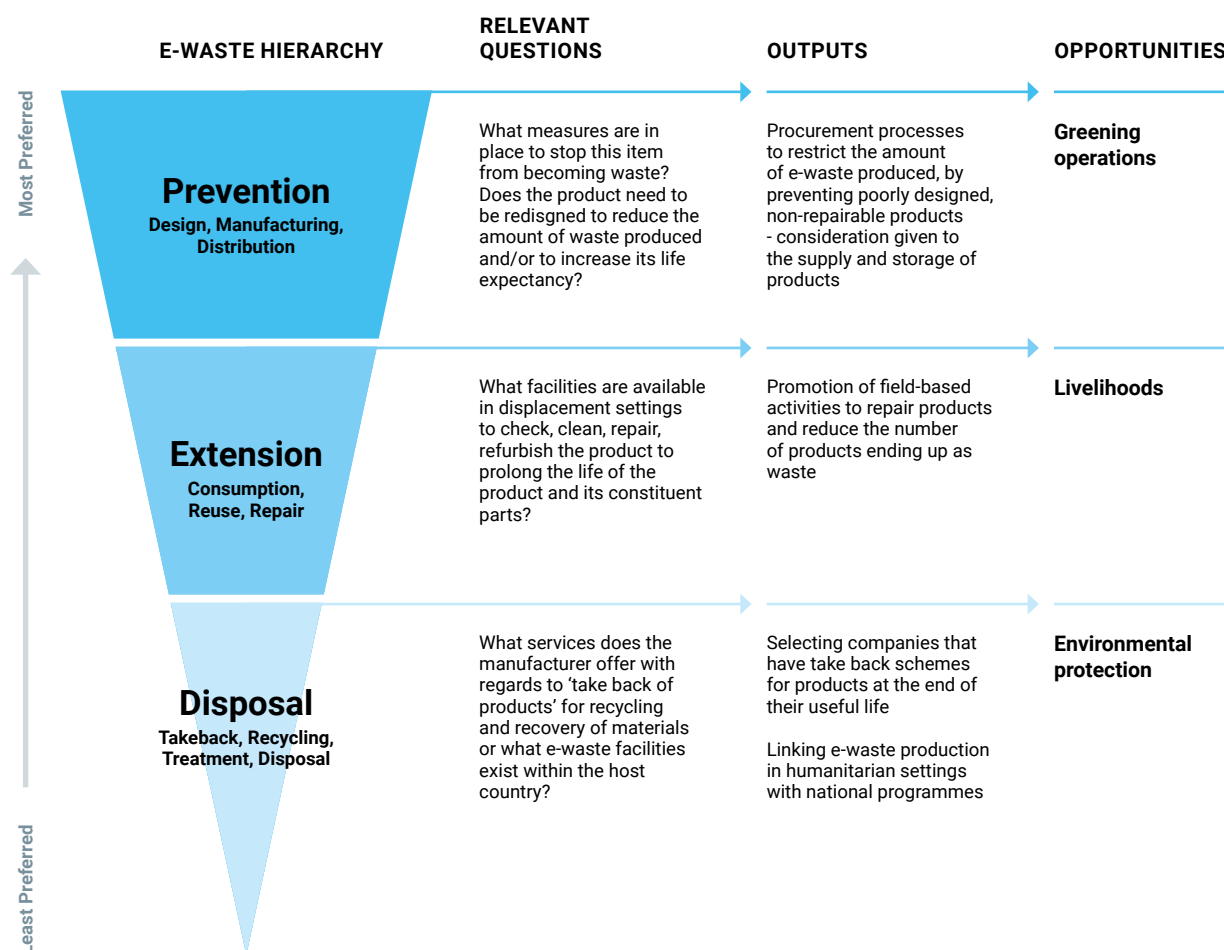 E-WASTE HIERARCHY
RELEVANT
QUESTIONS
OUTPUTS
OPPORTUNITIES
Most Preferred
Prevention
Design, Manufacturing,
Distribution
What measures are in
place to stop this item
from becoming waste?
Does the product need to
be redisgned to reduce the
amount of waste produced
and/or to increase its life
expectancy?
Procurement processes
to restrict the amount
of e-waste produced, by
preventing poorly designed,
non-repairable products
- consideration given to
the supply and storage of
products
Greening
operations
Extension
Consumption,
Reuse, Repair
What facilities are available
in displacement settings
to check, clean, repair,
refurbish the product to
prolong the life of the
product and its constituent
parts?
Promotion of field-based
activities to repair products
and reduce the number
of products ending up as
waste
Livelihoods
Disposal
Takeback, Recycling,
Treatment, Disposal
What services does the
manufacturer offer with
regards to ‘take back of
products’ for recycling
and recovery of materials
or what e-waste facilities
exist within the host
country?
Selecting companies that
have take back schemes
for products at the end of
their useful life
Linking e-waste production
in humanitarian settings
with national programmes
Environmental
protection
Least Preferred